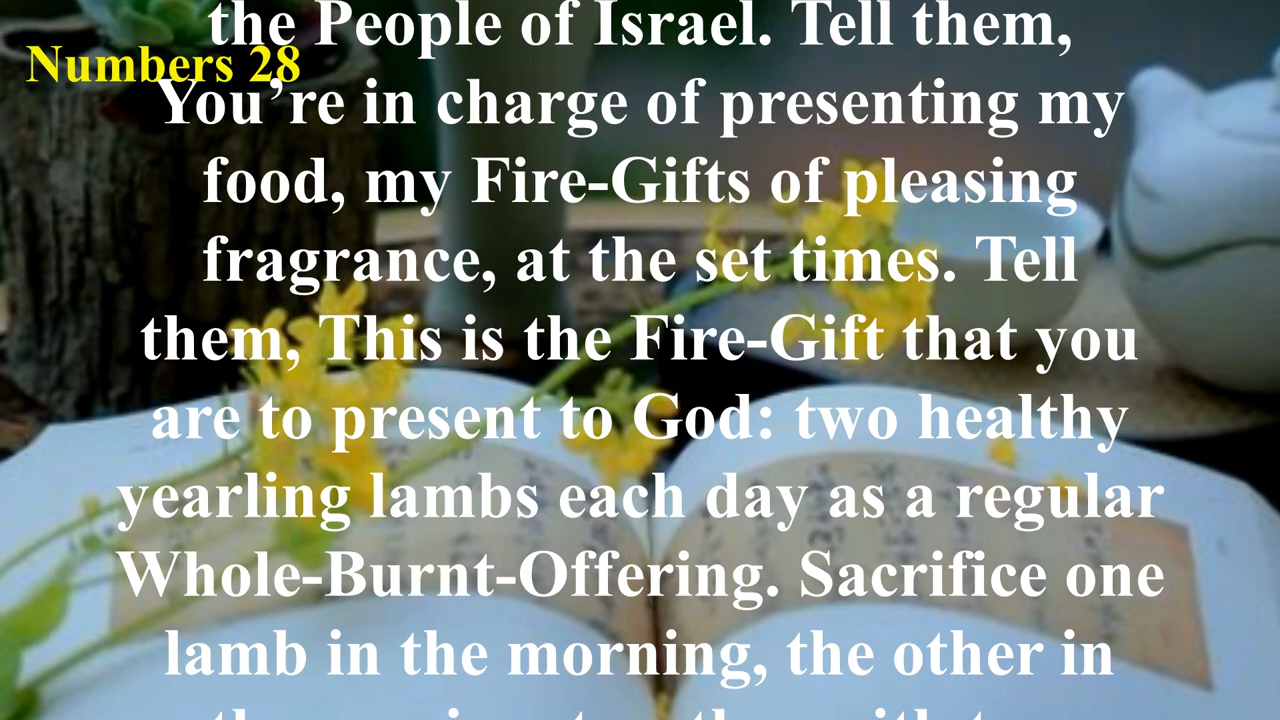 the People of Israel. Tell them,
Numbers 28
You’re in charge of presenting my
food, my Fire-Gifts of pleasing
fragrance, at the set times. Tell
them, This is the Fire-Gift that you
are to present to God: two healthy
yearling lambs each day as a regular
Whole-Burnt-Offering. Sacrifice one
lamb in the morning, the other in